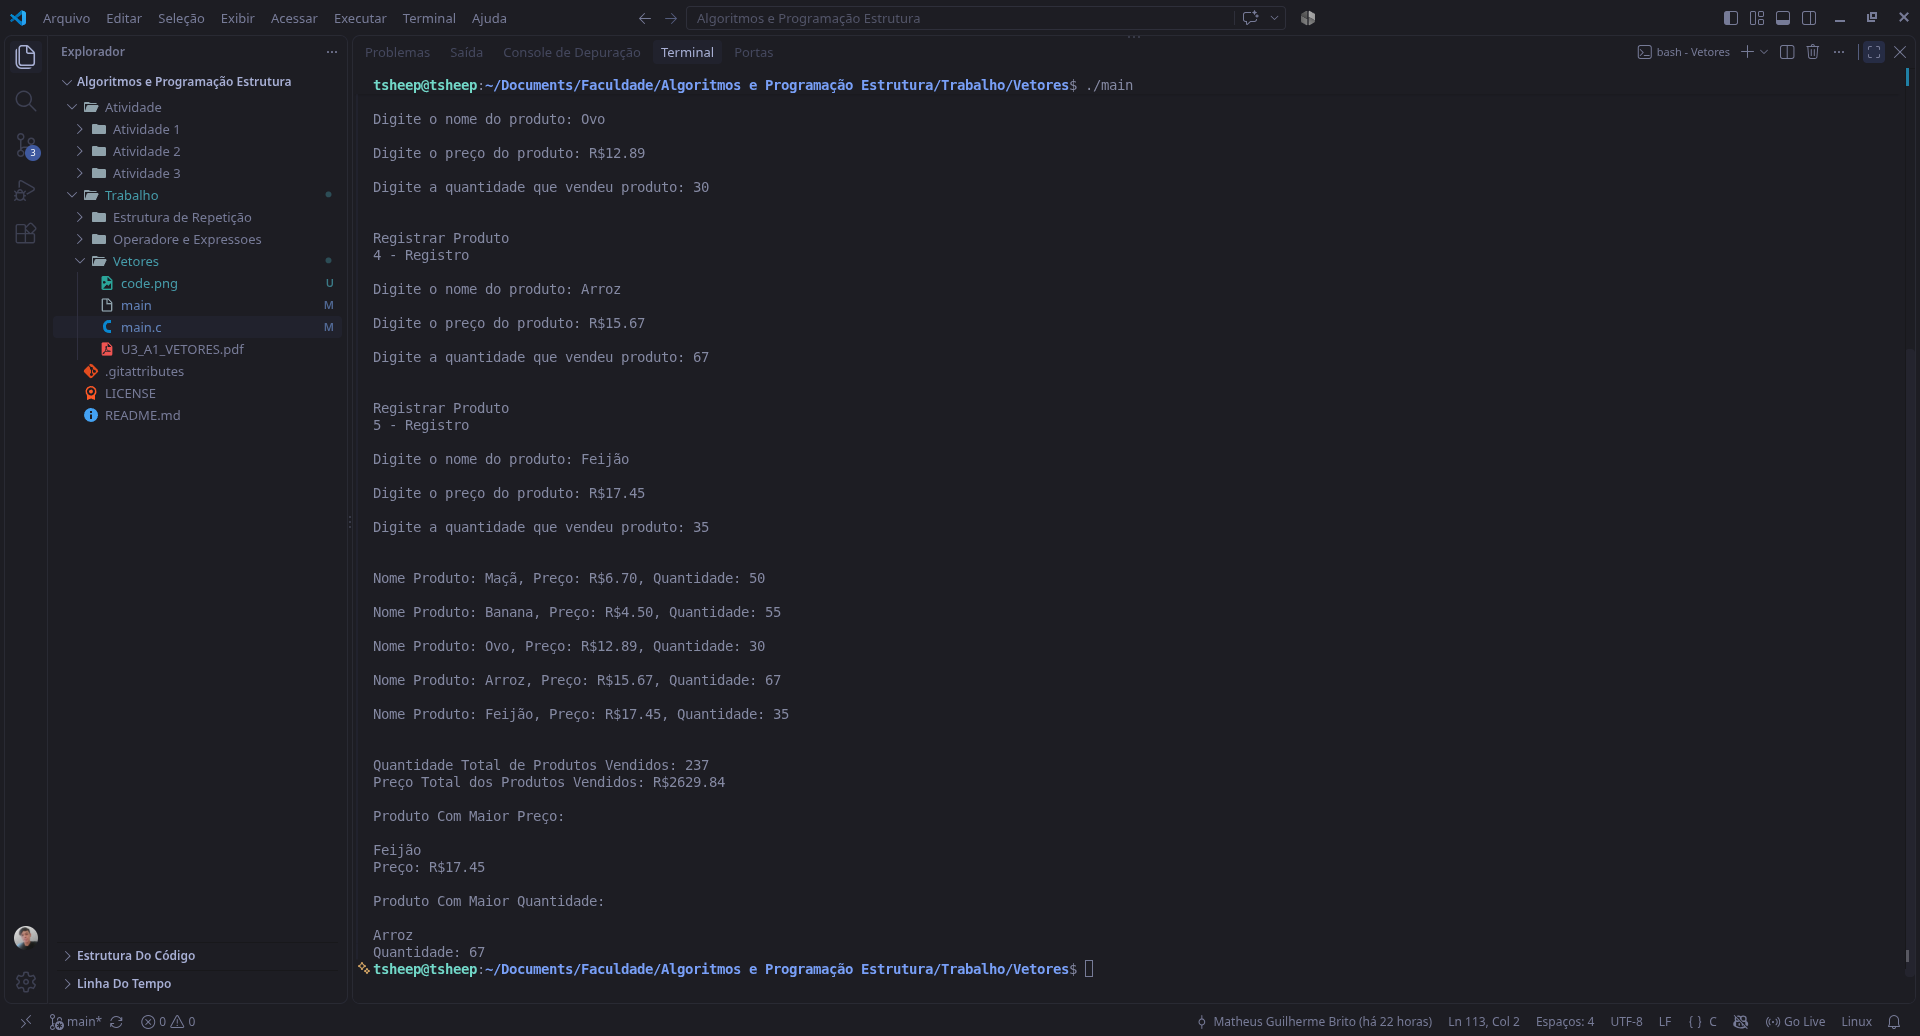 Arquivo Editar Seleção Exibir Acessar Executar Terminal Ajuda
Algoritmos e Programação Estrutura
Explorador
Algoritmos e Programação Estrutura
Atividade
Atividade 1
Atividade 2
Atividade 3
Trabalho
Estrutura de Repetição
Operadore e Expressoes
Vetores
code.png U
main M
main.c M
U3_A1_VETORES.pdf
.gitattributes
LICENSE
README.md
3
Estrutura Do Código
Linha Do Tempo
Problemas Saída Console de Depuração Terminal Portas
bash - Vetores
tsheep@tsheep:~/Documents/Faculdade/Algoritmos e Programação Estrutura/Trabalho/Vetores$ ./main
Digite o nome do produto: Ovo
Digite o preço do produto: R$12.89
Digite a quantidade que vendeu produto: 30
Registrar Produto
4 - Registro
Digite o nome do produto: Arroz
Digite o preço do produto: R$15.67
Digite a quantidade que vendeu produto: 67
Registrar Produto
5 - Registro
Digite o nome do produto: Feijão
Digite o preço do produto: R$17.45
Digite a quantidade que vendeu produto: 35
Nome Produto: Maçã, Preço: R$6.70, Quantidade: 50
Nome Produto: Banana, Preço: R$4.50, Quantidade: 55
Nome Produto: Ovo, Preço: R$12.89, Quantidade: 30
Nome Produto: Arroz, Preço: R$15.67, Quantidade: 67
Nome Produto: Feijão, Preço: R$17.45, Quantidade: 35
Quantidade Total de Produtos Vendidos: 237
Preço Total dos Produtos Vendidos: R$2629.84
Produto Com Maior Preço:
Feijão
Preço: R$17.45
Produto Com Maior Quantidade:
Arroz
Quantidade: 67
tsheep@tsheep:~/Documents/Faculdade/Algoritmos e Programação Estrutura/Trabalho/Vetores$
main* 0 0 Matheus Guilherme Brito (há 22 horas) Ln 113, Col 2 Espaços: 4 UTF-8 LF { } C Go Live Linux